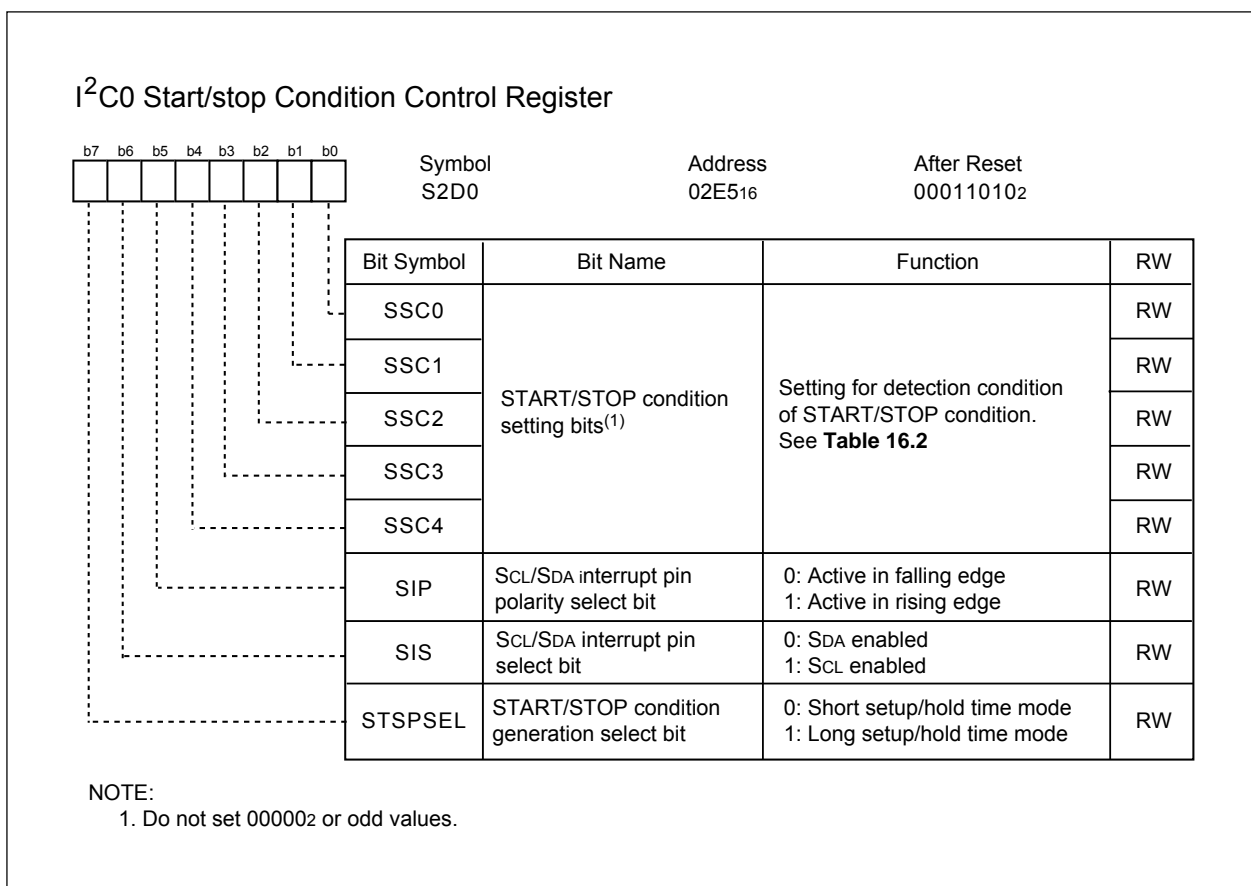 I²C0 Start/stop Condition Control Register
b7 b6 b5 b4 b3 b2 b1 b0
Symbol Address After Reset
S2D0 02E516 000110102
Bit Symbol Bit Name Function RW
SSC0 RW
SSC1 RW
START/STOP condition
setting bits(1)
Setting for detection condition
of START/STOP condition.
See Table 16.2
SSC2 RW
SSC3 RW
SSC4 RW
SIP SCL/SDA interrupt pin
polarity select bit
0: Active in falling edge
1: Active in rising edge
RW
SIS SCL/SDA interrupt pin
select bit
0: SDA enabled
1: SCL enabled
RW
STSPSEL START/STOP condition
generation select bit
0: Short setup/hold time mode
1: Long setup/hold time mode
RW
NOTE:
1. Do not set 000002 or odd values.